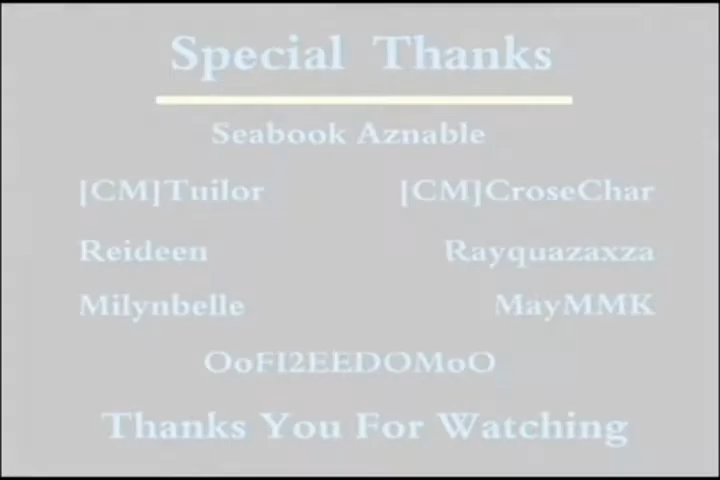 Special Thanks
Seabook Aznable
[CM]Tuilor [CM]CroseChar
Reideen Rayquazaxza
Milynbelle MayMMK
OoFI2EEDOMoO
Thanks You For Watching